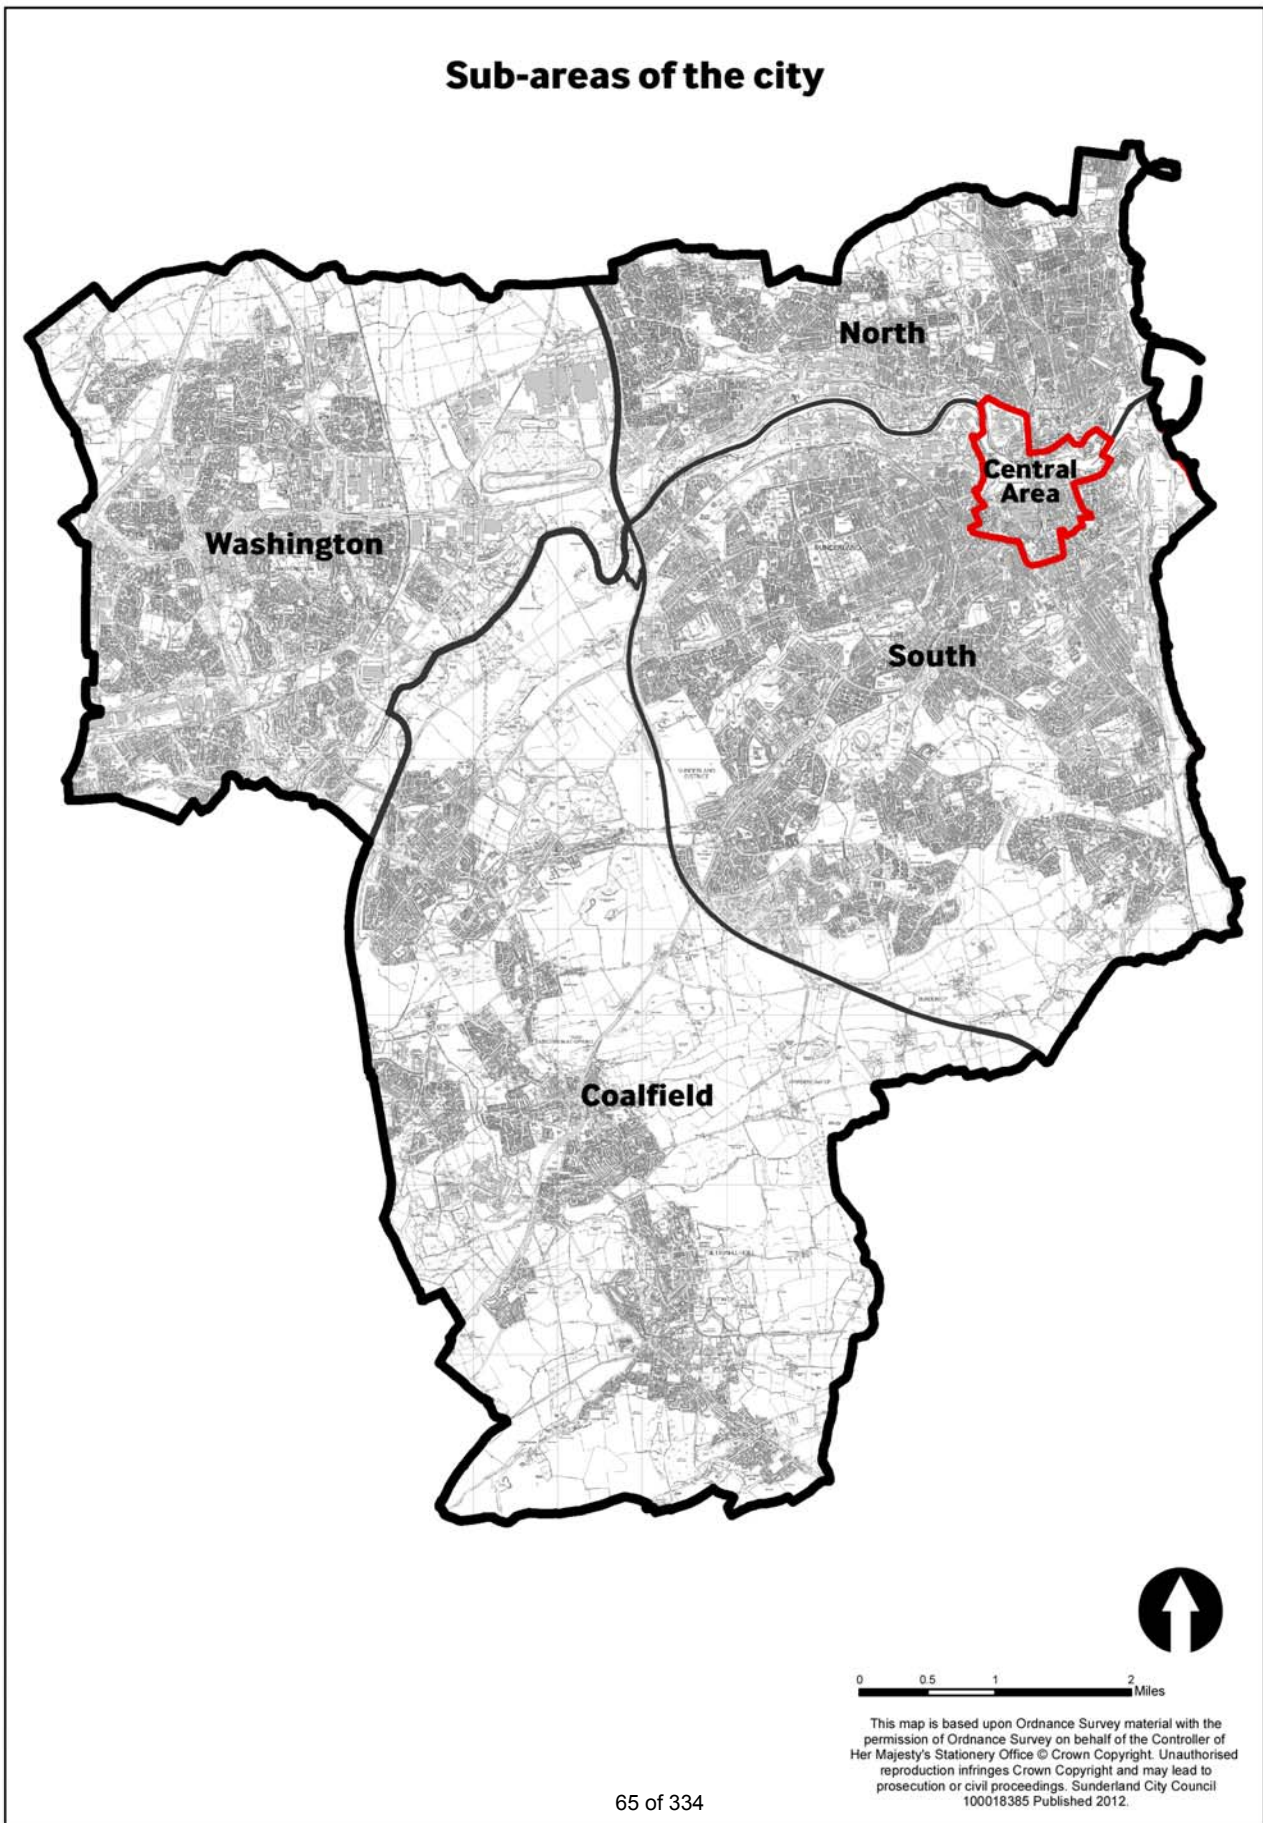 Sub-areas of the city
North
Central
Area
Washington
South
Coalfield
0 0.5 1 2
Miles
This map is based upon Ordnance Survey material with the
permission of Ordnance Survey on behalf of the Controller of
Her Majesty's Stationery Office © Crown Copyright. Unauthorised
reproduction infringes Crown Copyright and may lead to
prosecution or civil proceedings. Sunderland City Council
100018385 Published 2012.
65 of 334